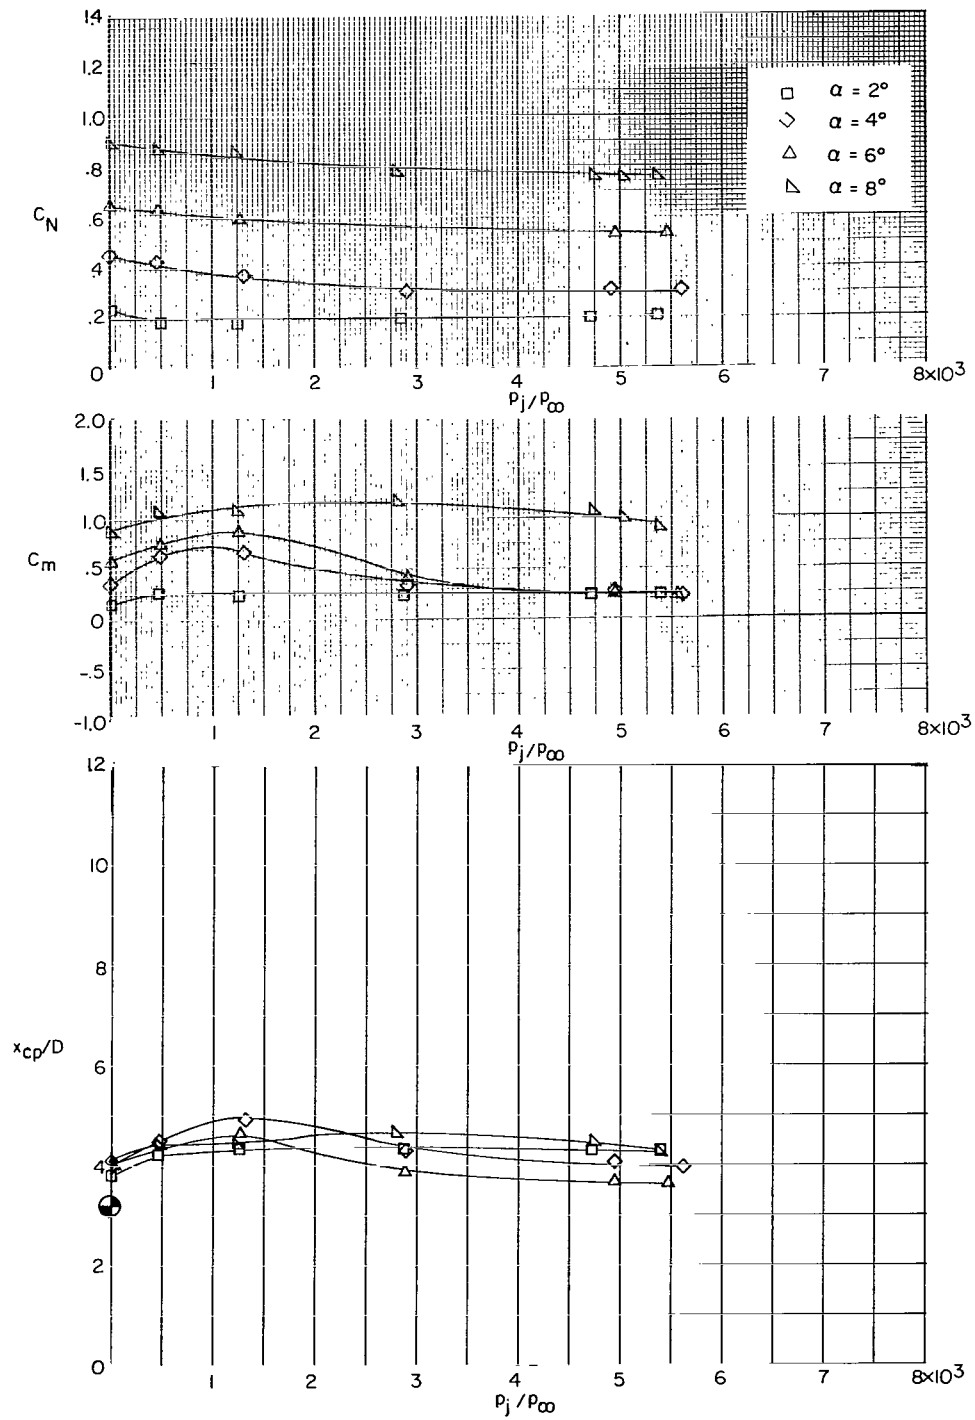 1.4
1.2
1.0
.8
.6
.4
.2
0
C_N
□ α = 2°
◇ α = 4°
△ α = 6°
◺ α = 8°
1 2 3 4 5 6 7 8×10³
p_j/p_∞
2.0
1.5
1.0
.5
0
-.5
-1.0
C_m
1 2 3 4 5 6 7 8×10³
p_j/p_∞
12
10
8
6
4
2
0
x_cp/D
1 2 3 4 5 6 7 8×10³
p_j/p_∞